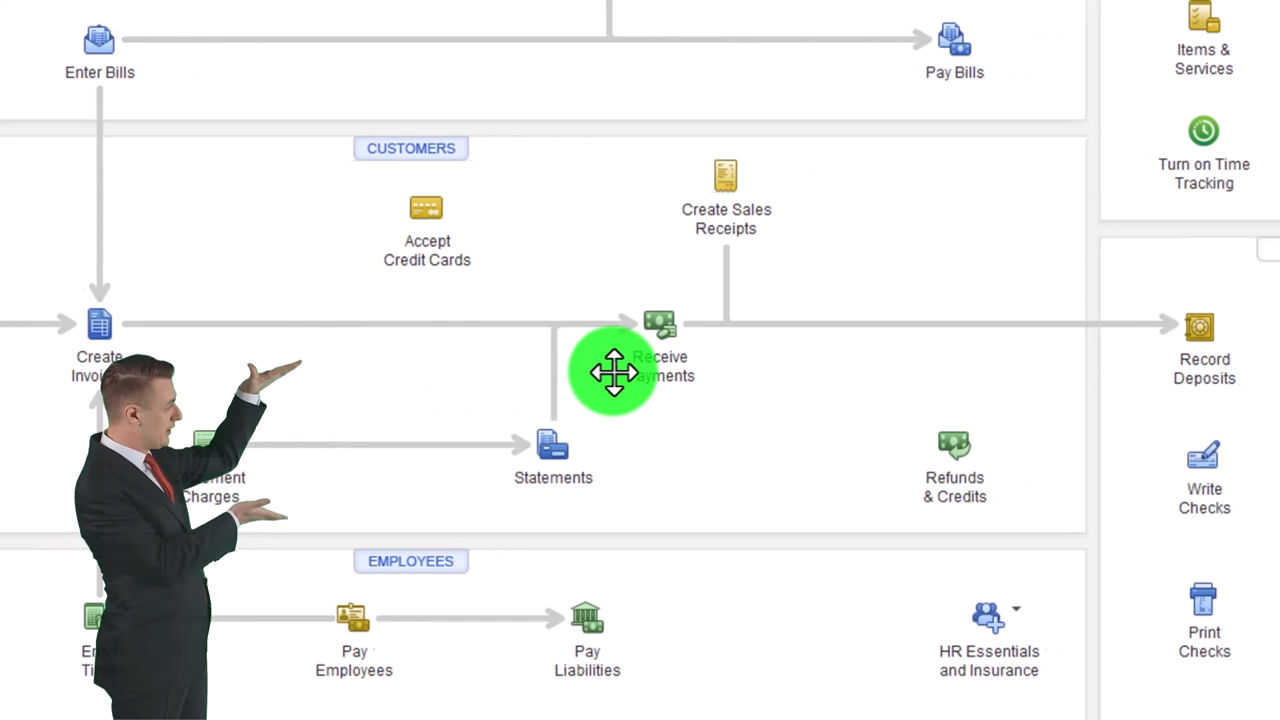 Enter Bills
Pay Bills
Items &
Services
Turn on Time
Tracking
CUSTOMERS
Accept
Credit Cards
Create Sales
Receipts
Create
Receive
Record
Deposits
Charges
Statements
Refunds
& Credits
Write
Checks
EMPLOYEES
Pay
Employees
Pay
Liabilities
HR Essentials
and Insurance
Print
Checks